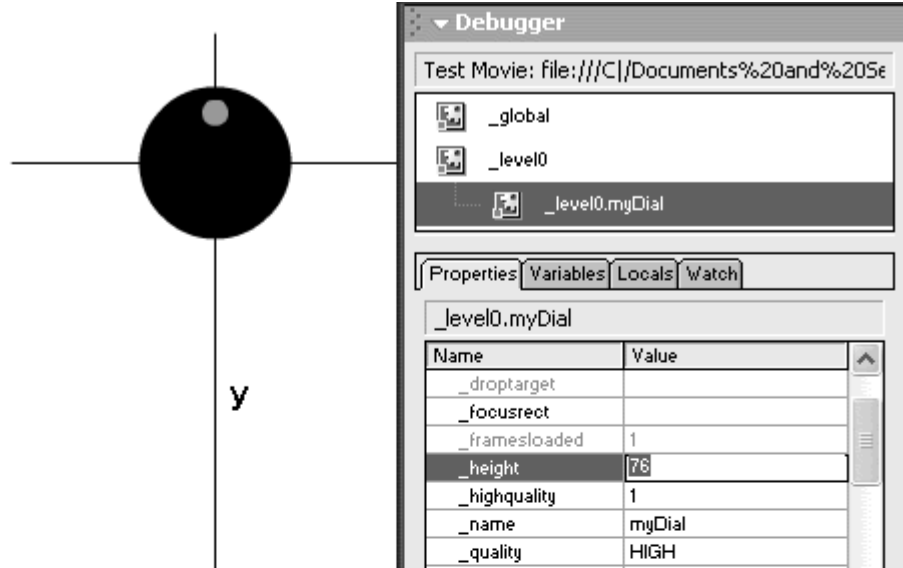 Debugger
Test Movie: file:///C|/Documents%20and%20Se
_global
_level0
_level0.myDial
Properties Variables Locals Watch
_level0.myDial
Name Value
_droptarget
_focusrect
_framesloaded 1
_height 76
_highquality 1
_name myDial
_quality HIGH
y